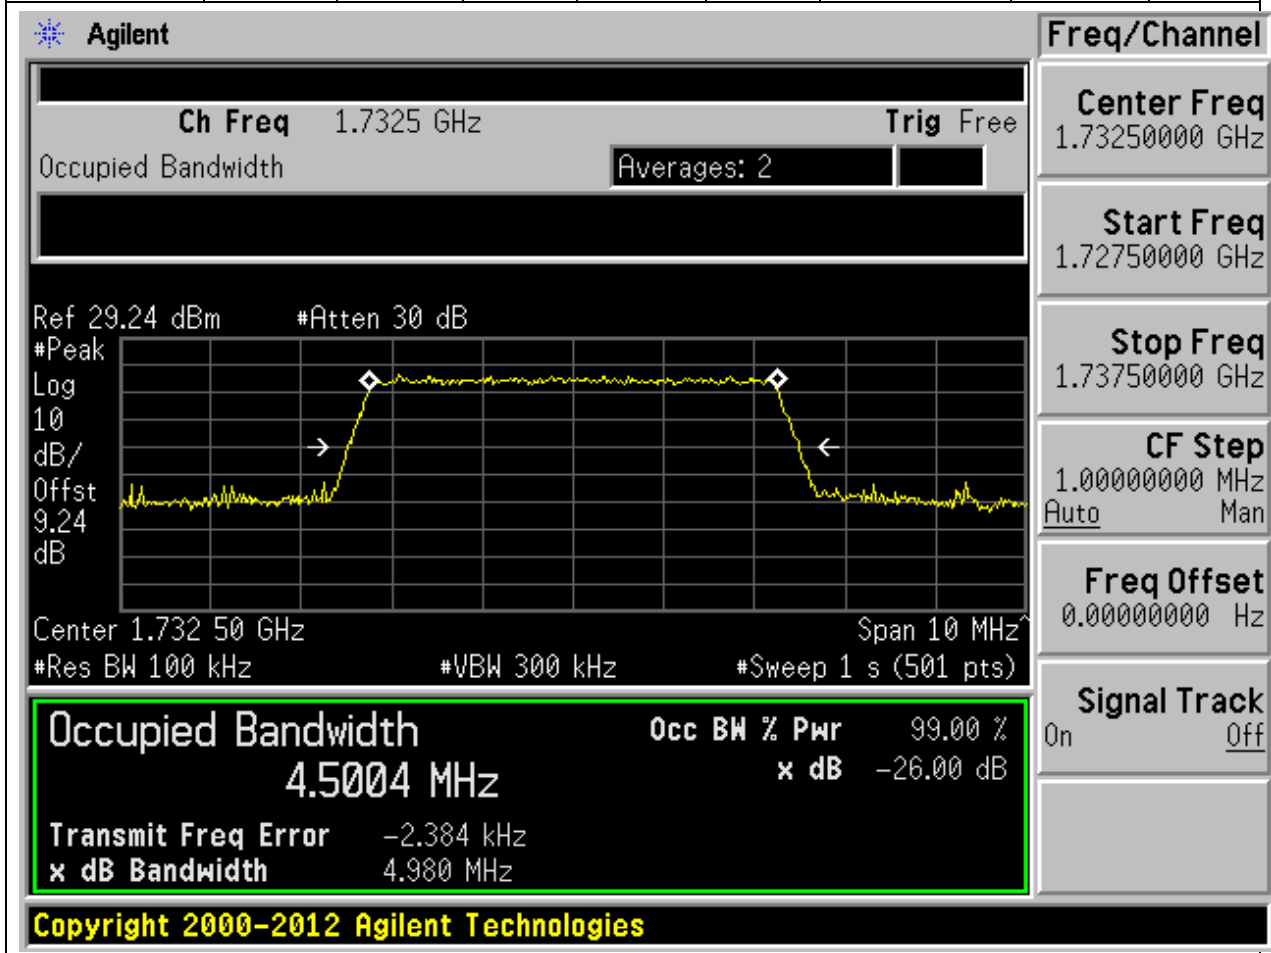 Agilent
Freq/Channel
Ch Freq 1.7325 GHz Trig Free
Occupied Bandwidth Averages: 2
Center Freq
1.73250000 GHz
Start Freq
1.72750000 GHz
Stop Freq
1.73750000 GHz
CF Step
1.00000000 MHz
Auto Man
Freq Offset
0.00000000 Hz
Signal Track
On Off
Ref 29.24 dBm #Atten 30 dB
#Peak
Log
10
dB/
Offst
9.24
dB
Center 1.732 50 GHz Span 10 MHz^
#Res BW 100 kHz #VBW 300 kHz #Sweep 1 s (501 pts)
Occupied Bandwidth Occ BW % Pwr 99.00 %
4.5004 MHz x dB -26.00 dB
Transmit Freq Error -2.384 kHz
x dB Bandwidth 4.980 MHz
Copyright 2000-2012 Agilent Technologies